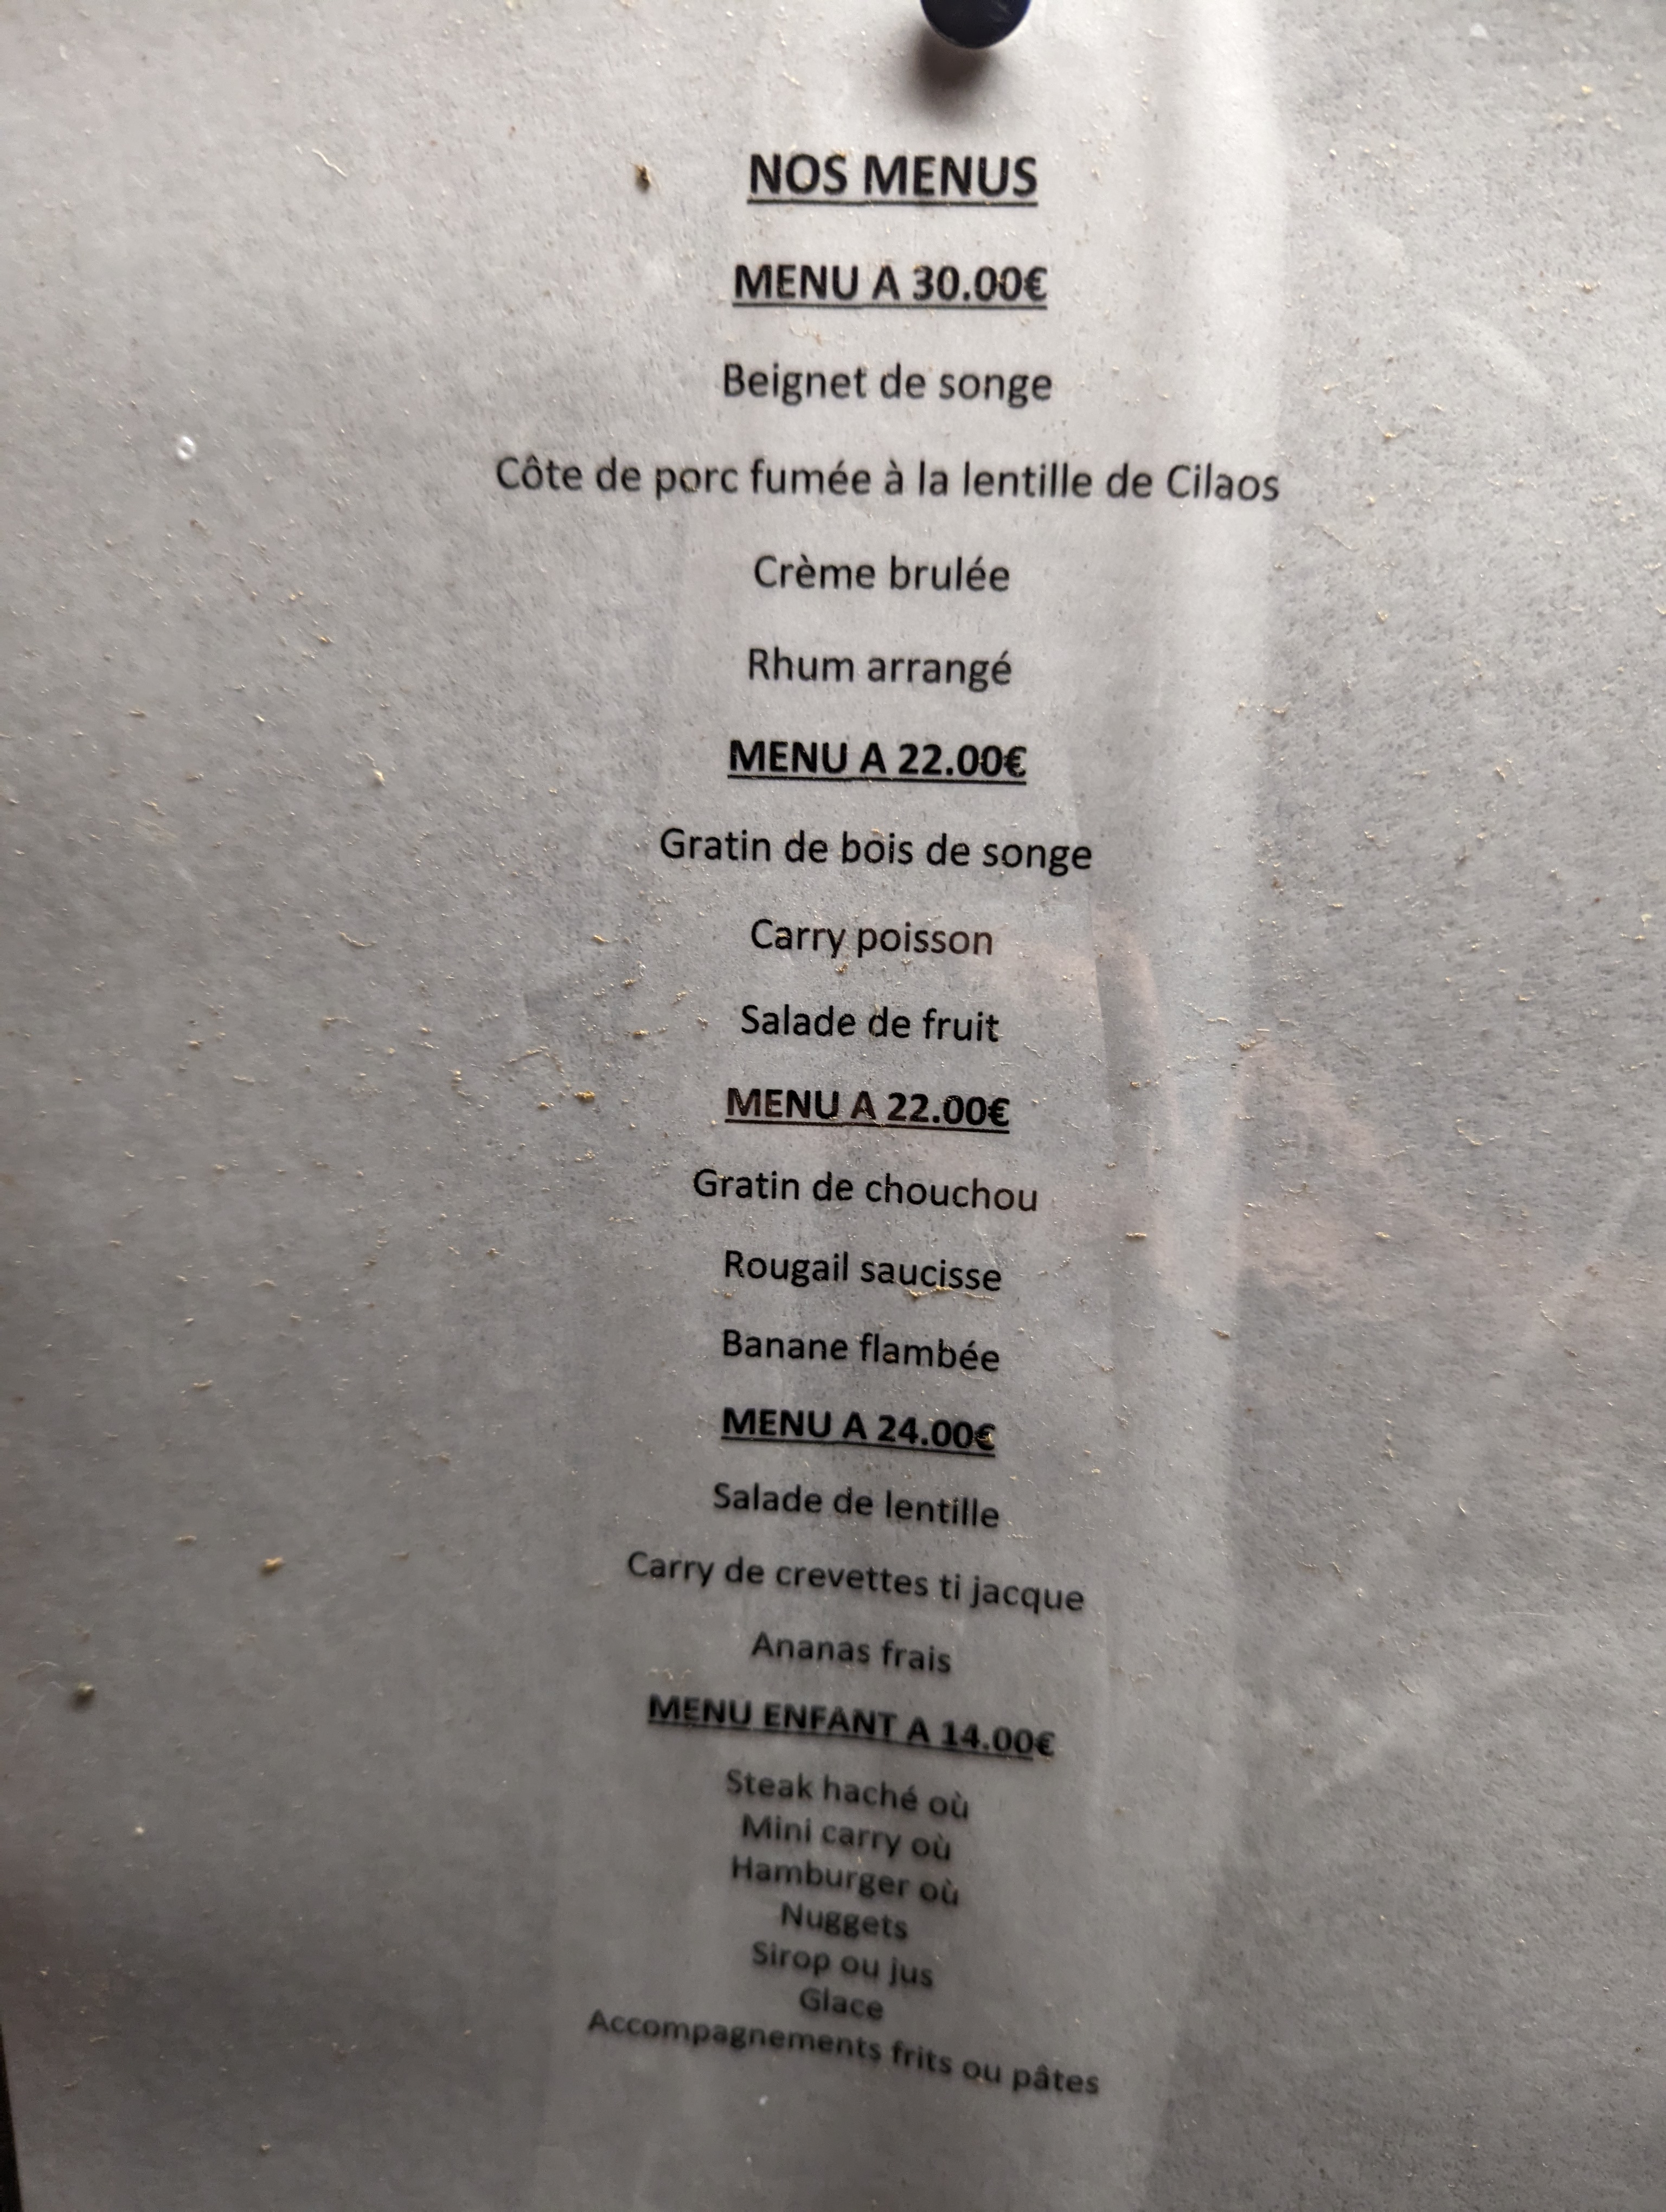 NOS MENUS
MENU A 30.00€
Beignet de songe
Côte de porc fumée à la lentille de Cilaos
Crème brulée
Rhum arrangé
MENU A 22.00€
Gratin de bois de songe
Carry poisson
Salade de fruit
MENU A 22.00€
Gratin de chouchou
Rougail saucisse
Banane flambée
MENU A 24.00€
Salade de lentille
Carry de crevettes ti jacque
Ananas frais
MENU ENFANT A 14.00€
Steak haché où
Mini carry où
Hamburger où
Nuggets
Sirop ou jus
Glace
Accompagnements frits ou pâtes